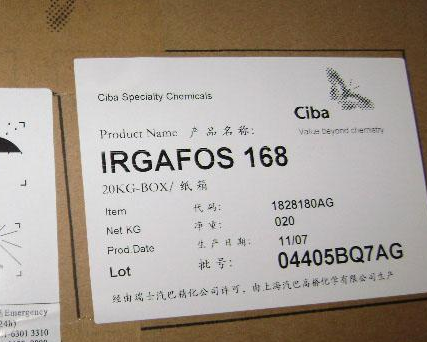 Ciba Specialty Chemicals
Ciba
Value beyond chemistry
Product Name 产品名称:
IRGAFOS 168
20KG-BOX/ 纸箱
Item 代码: 1828180AG
Net KG 净重: 020
Prod.Date 生产日期: 11/07
Lot 批号: 04405BQ7AG
经由瑞士汽巴精化公司许可,由上海汽巴高桥化学有限公司生产
Emergency
24h)
6301 3310